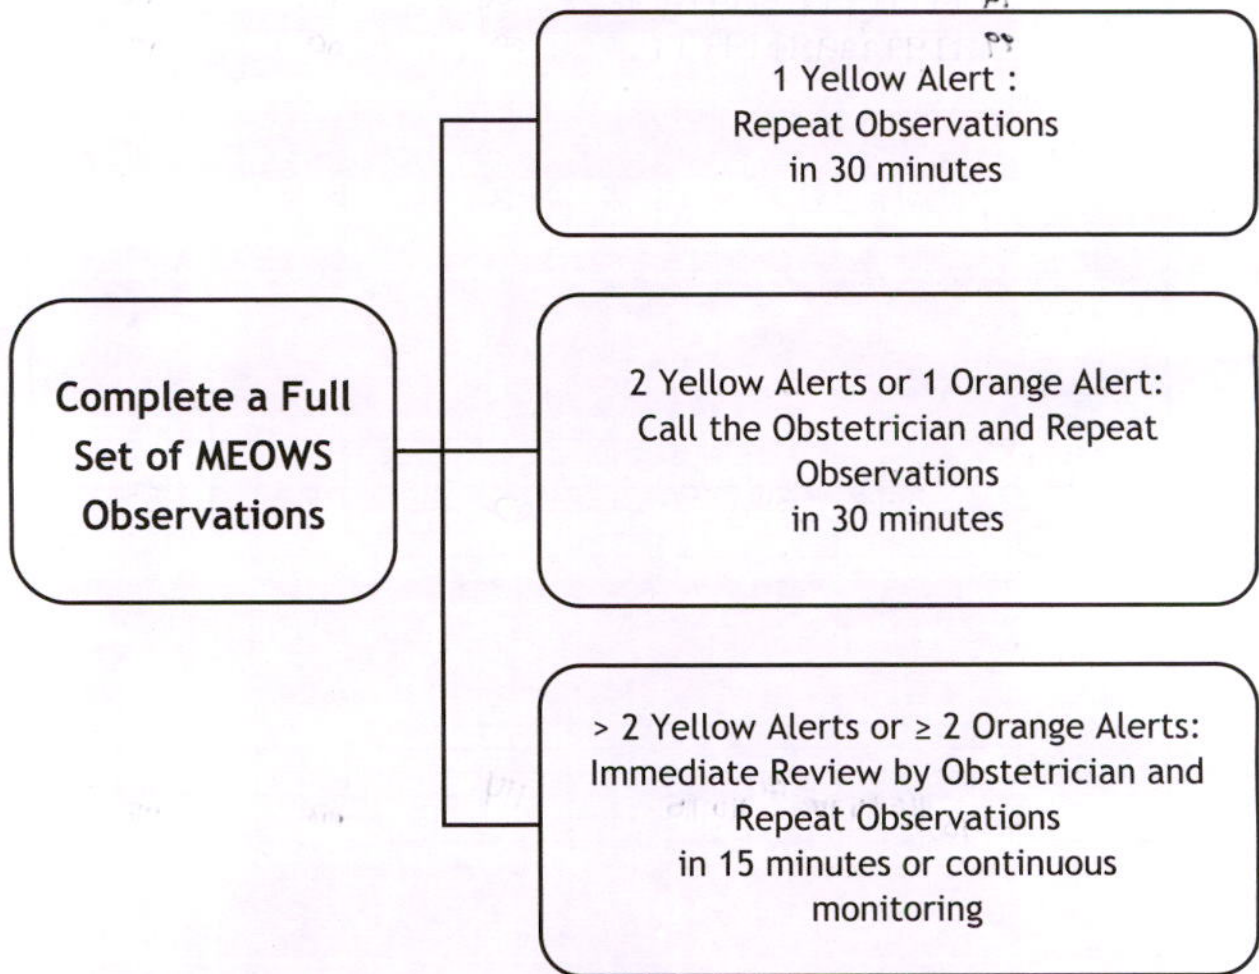 1 Yellow Alert :
Repeat Observations
in 30 minutes
Complete a Full
Set of MEOWS
Observations
2 Yellow Alerts or 1 Orange Alert:
Call the Obstetrician and Repeat
Observations
in 30 minutes
> 2 Yellow Alerts or ≥ 2 Orange Alerts:
Immediate Review by Obstetrician and
Repeat Observations
in 15 minutes or continuous
monitoring